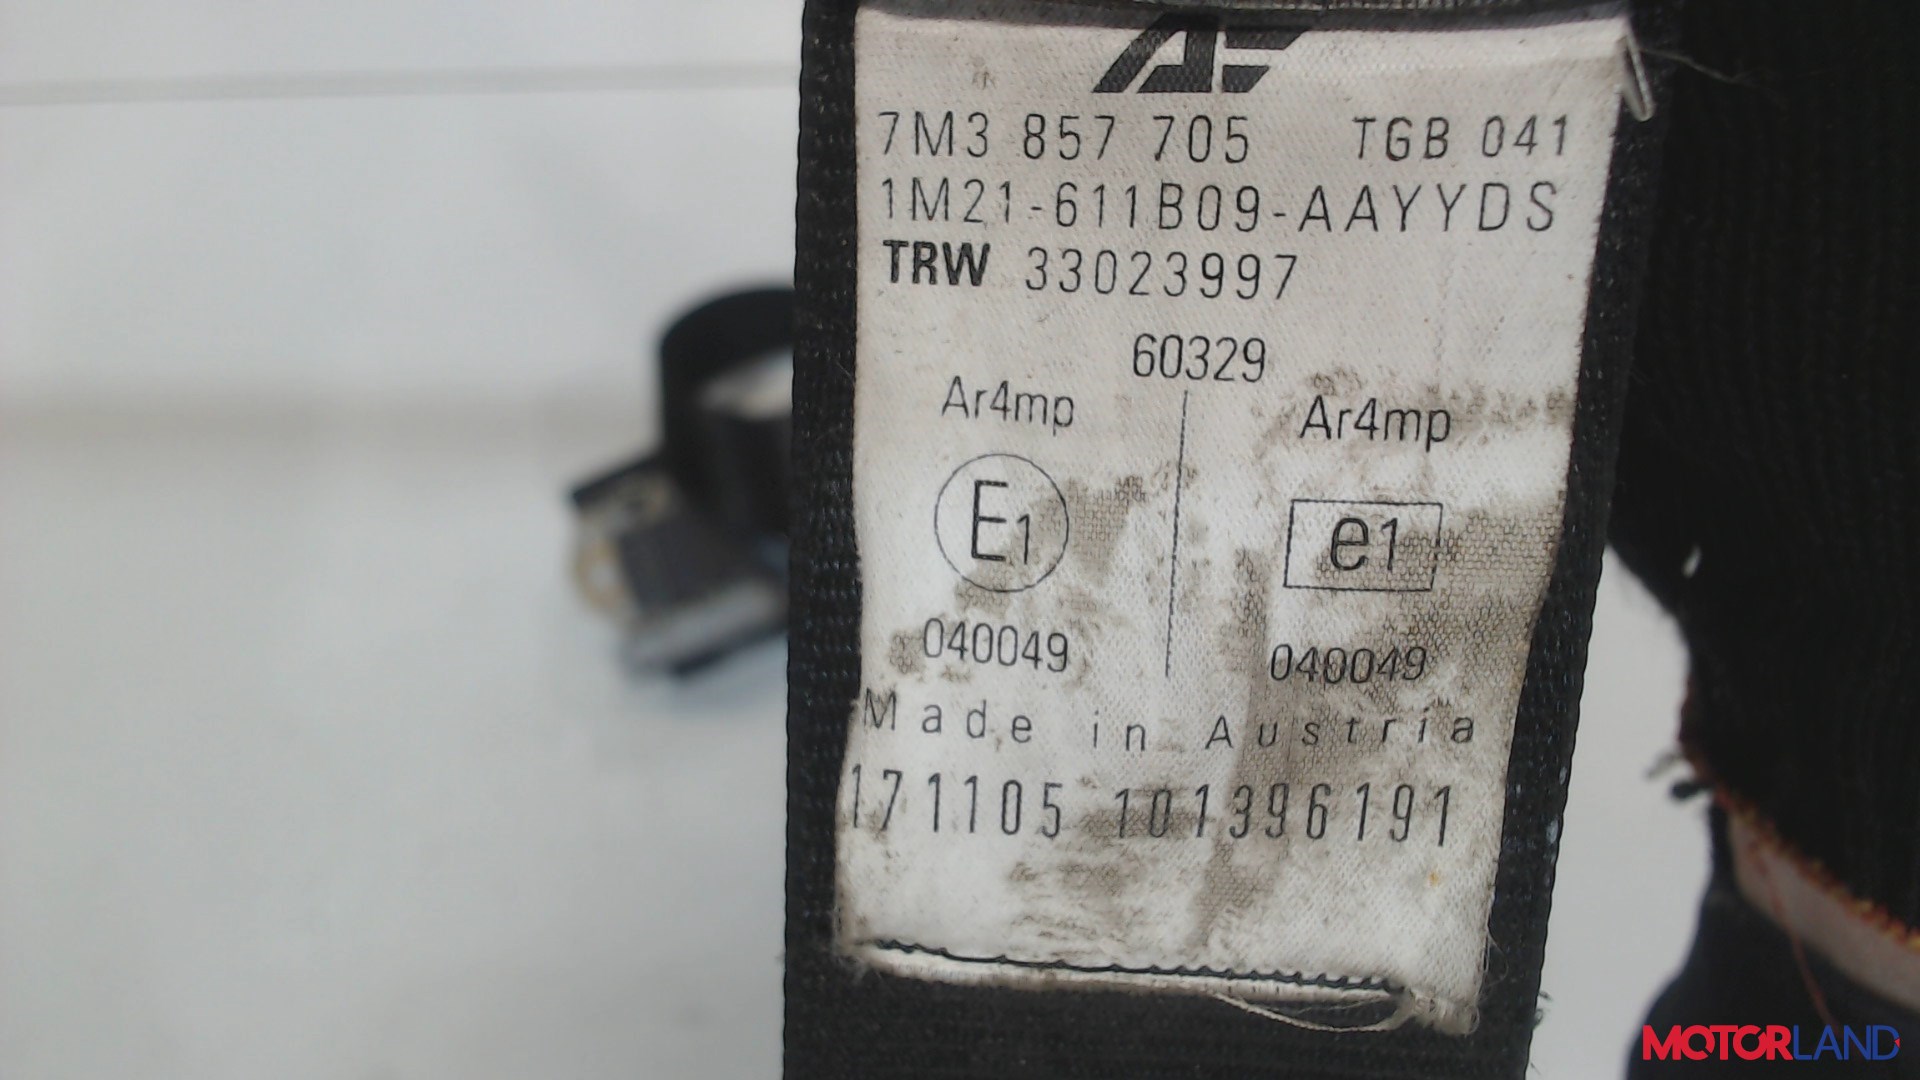 AE
7M3 857 705 TGB 041
1M21-611B09-AAYYDS
TRW 33023997
60329
Ar4mp Ar4mp
E1 e1
040049 040049
Made in Austria
171105 101396191
MOTORLAND